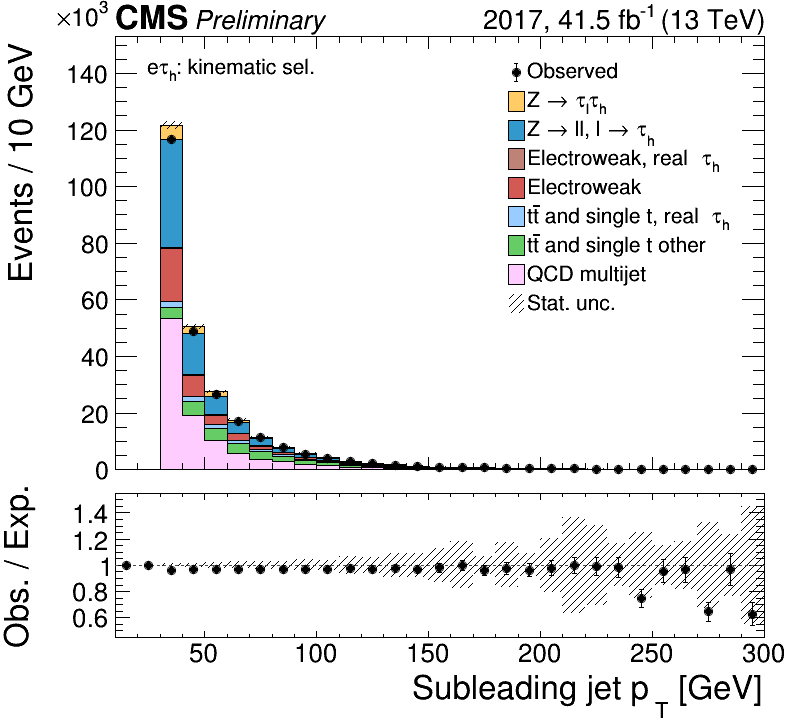 ×10³ CMS Preliminary 2017, 41.5 fb⁻¹ (13 TeV)
eτₕ: kinematic sel.
Events / 10 GeV
140
120
100
80
60
40
20
0
Observed
Z → τₗτₕ
Z → ll, l → τₕ
Electroweak, real τₕ
Electroweak
tt̄ and single t, real τₕ
tt̄ and single t other
QCD multijet
Stat. unc.
Obs. / Exp.
1.4
1.2
1
0.8
0.6
50 100 150 200 250 300
Subleading jet p_T [GeV]